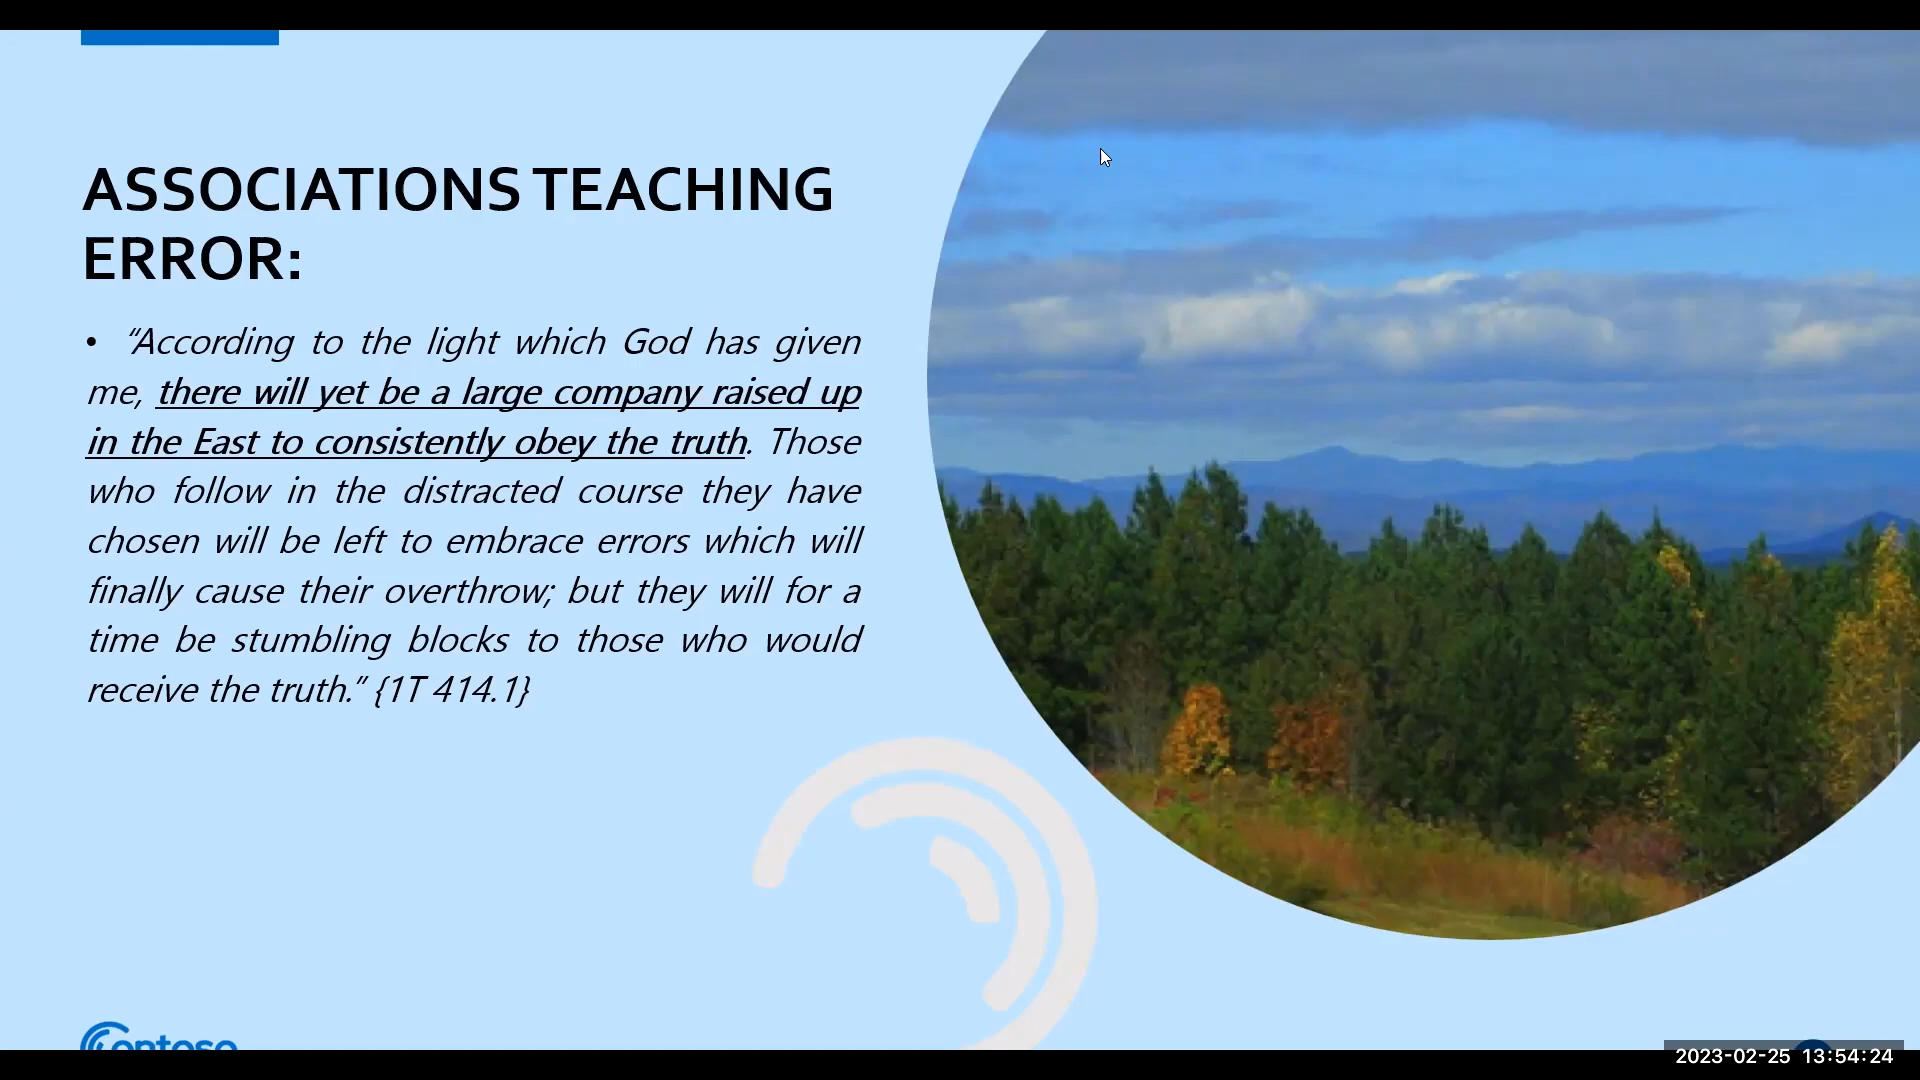 ASSOCIATIONS TEACHING
ERROR:
• “According to the light which God has given
me, there will yet be a large company raised up
in the East to consistently obey the truth. Those
who follow in the distracted course they have
chosen will be left to embrace errors which will
finally cause their overthrow; but they will for a
time be stumbling blocks to those who would
receive the truth.” {1T 414.1}
Contoso
2023-02-25 13:54:24